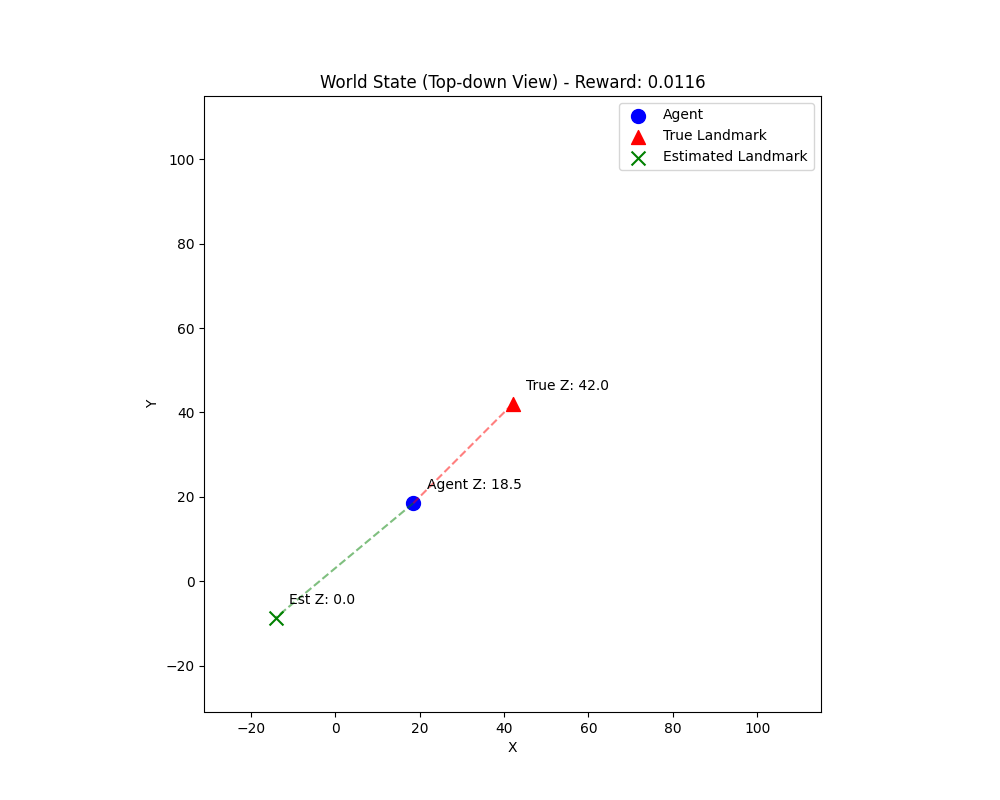 World State (Top-down View) - Reward: 0.0116
Agent
True Landmark
Estimated Landmark
100
80
60
40
20
0
−20
Y
True Z: 42.0
Agent Z: 18.5
Est Z: 0.0
−20
0
20
40
60
80
100
X